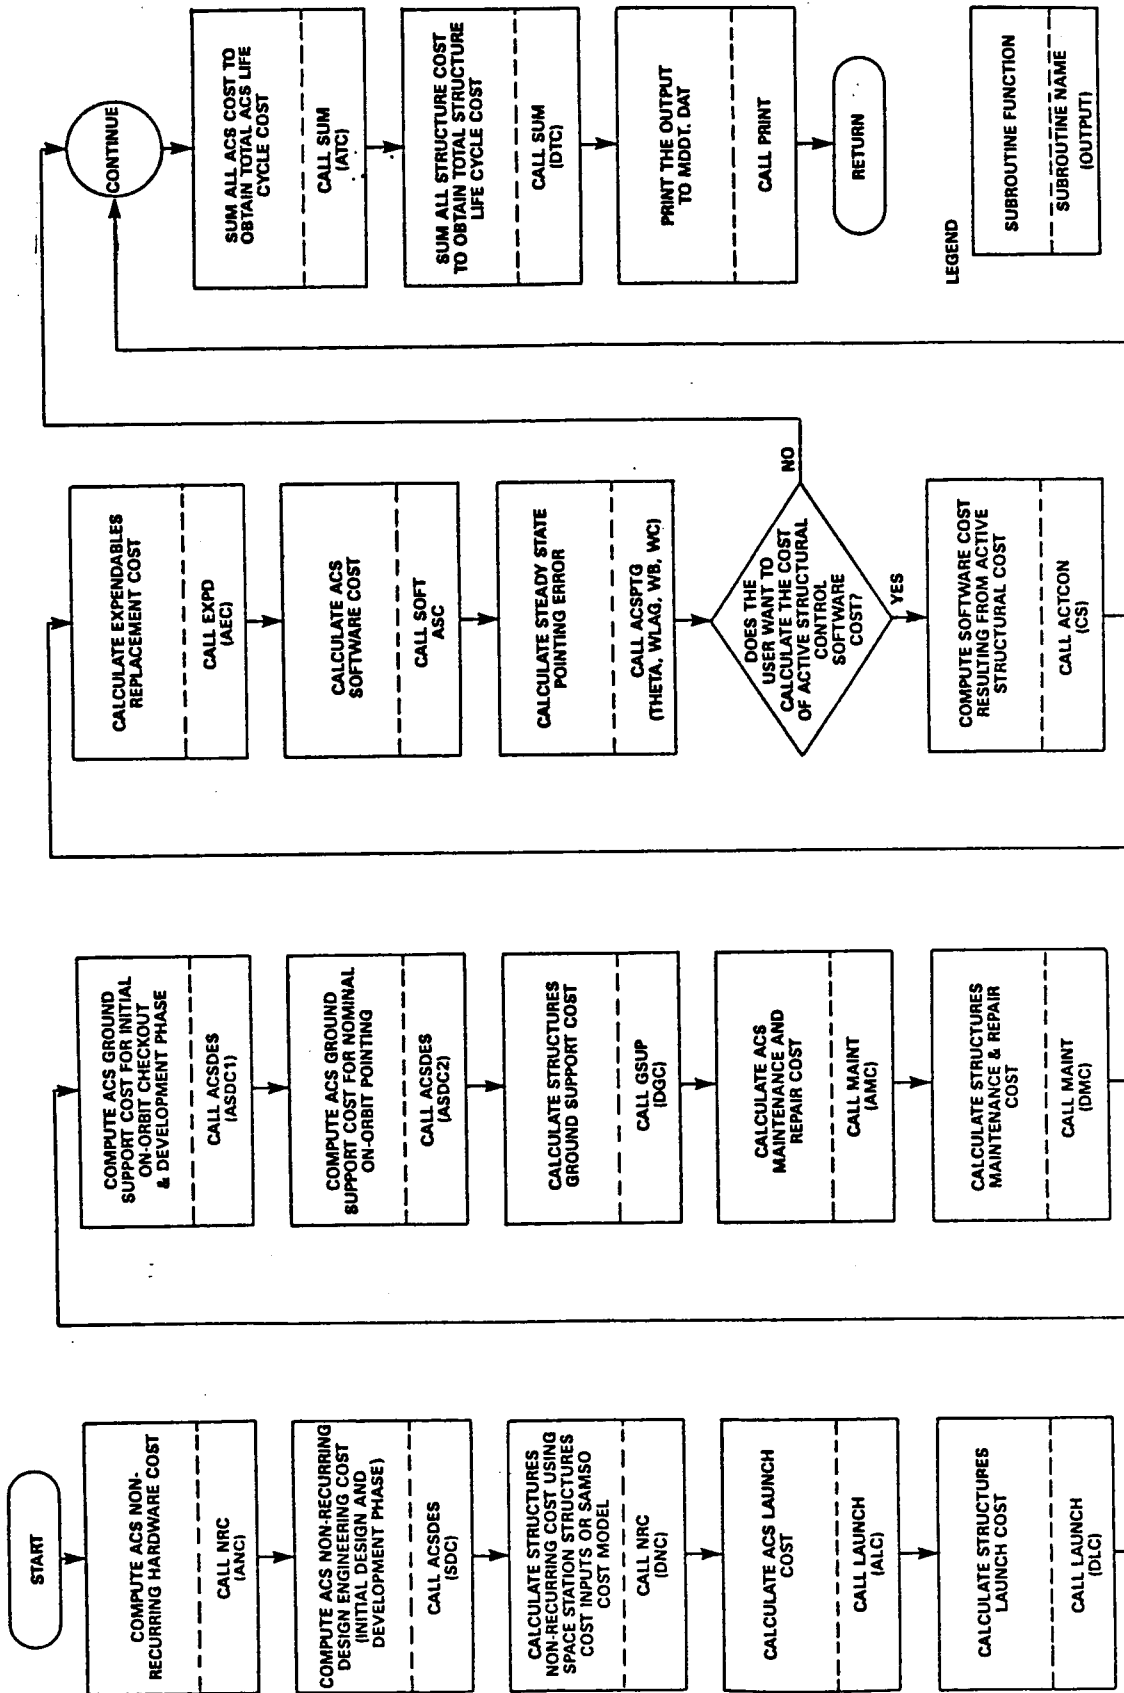 START
COMPUTE ACS NON-
RECURRING HARDWARE COST
CALL NRC
(ANC)
COMPUTE ACS NON-RECURRING
DESIGN ENGINEERING COST
(INITIAL DESIGN AND
DEVELOPMENT PHASE)
CALL ACSDES
(SDC)
CALCULATE STRUCTURES
NON-RECURRING COST USING
SPACE STATION STRUCTURES
COST INPUTS OR SAMSO
COST MODEL
CALL NRC
(DNC)
CALCULATE ACS LAUNCH
COST
CALL LAUNCH
(ALC)
CALCULATE STRUCTURES
LAUNCH COST
CALL LAUNCH
(DLC)
COMPUTE ACS GROUND
SUPPORT COST FOR INITIAL
ON-ORBIT CHECKOUT
& DEVELOPMENT PHASE
CALL ACSDES
(ASDC1)
COMPUTE ACS GROUND
SUPPORT COST FOR NOMINAL
ON-ORBIT POINTING
CALL ACSDES
(ASDC2)
CALCULATE STRUCTURES
GROUND SUPPORT COST
CALL GSUP
(DGC)
CALCULATE ACS
MAINTENANCE AND
REPAIR COST
CALL MAINT
(AMC)
CALCULATE STRUCTURES
MAINTENANCE & REPAIR
COST
CALL MAINT
(DMC)
CALCULATE EXPENDABLES
REPLACEMENT COST
CALL EXPD
(AEC)
CALCULATE ACS
SOFTWARE COST
CALL SOFT
ASC
CALCULATE STEADY STATE
POINTING ERROR
CALL ACSPTG
(THETA, WLAG, WB, WC)
DOES THE
USER WANT TO
CALCULATE THE COST
OF ACTIVE STRUCTURAL
CONTROL
SOFTWARE
COST?
NO
YES
COMPUTE SOFTWARE COST
RESULTING FROM ACTIVE
STRUCTURAL COST
CALL ACTCON
(CS)
CONTINUE
SUM ALL ACS COST TO
OBTAIN TOTAL ACS LIFE
CYCLE COST
CALL SUM
(ATC)
SUM ALL STRUCTURE COST
TO OBTAIN TOTAL STRUCTURE
LIFE CYCLE COST
CALL SUM
(DTC)
PRINT THE OUTPUT
TO MDDT. DAT
CALL PRINT
RETURN
LEGEND
SUBROUTINE FUNCTION
SUBROUTINE NAME
(OUTPUT)